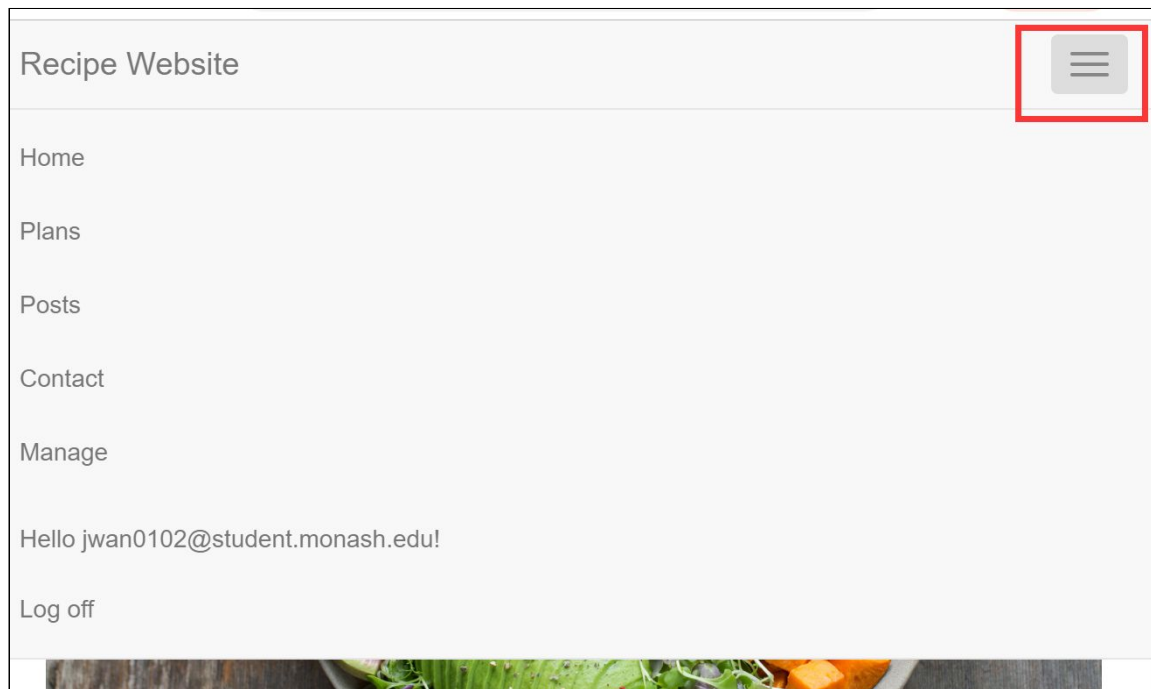 Recipe Website
Home
Plans
Posts
Contact
Manage
Hello jwan0102@student.monash.edu!
Log off